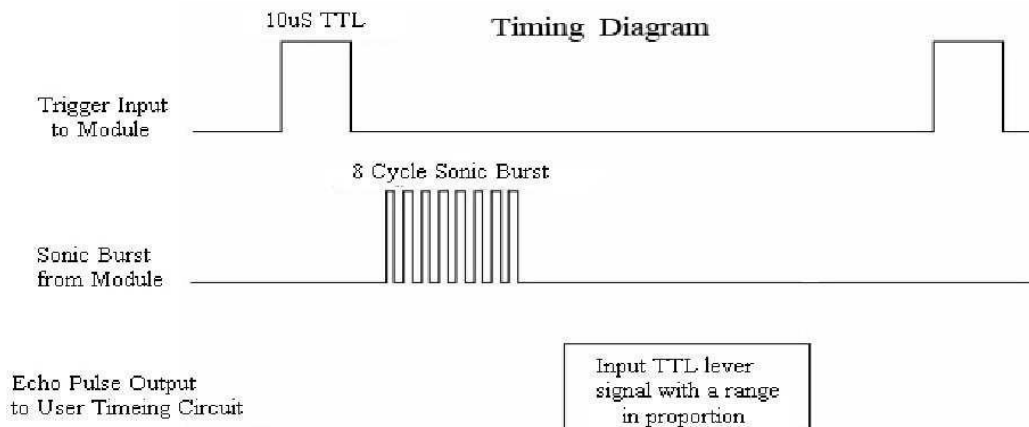 10uS TTL
Timing Diagram
Trigger Input
to Module
8 Cycle Sonic Burst
Sonic Burst
from Module
Echo Pulse Output
to User Timeing Circuit
Input TTL lever
signal with a range
in proportion